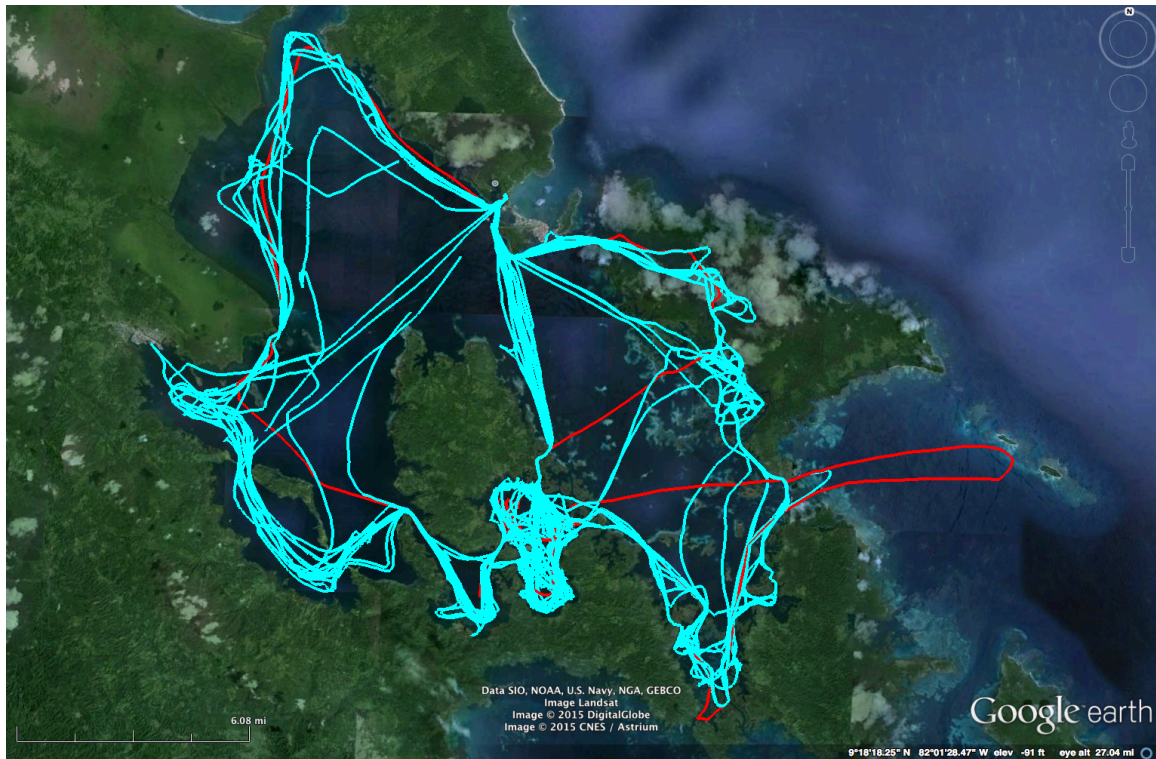 N
6.08 mi
Data SIO, NOAA, U.S. Navy, NGA, GEBCO
Image Landsat
Image © 2015 DigitalGlobe
Image © 2015 CNES / Astrium
Google earth
9°18'18.25" N 82°01'28.47" W elev -91 ft eye alt 27.04 mi